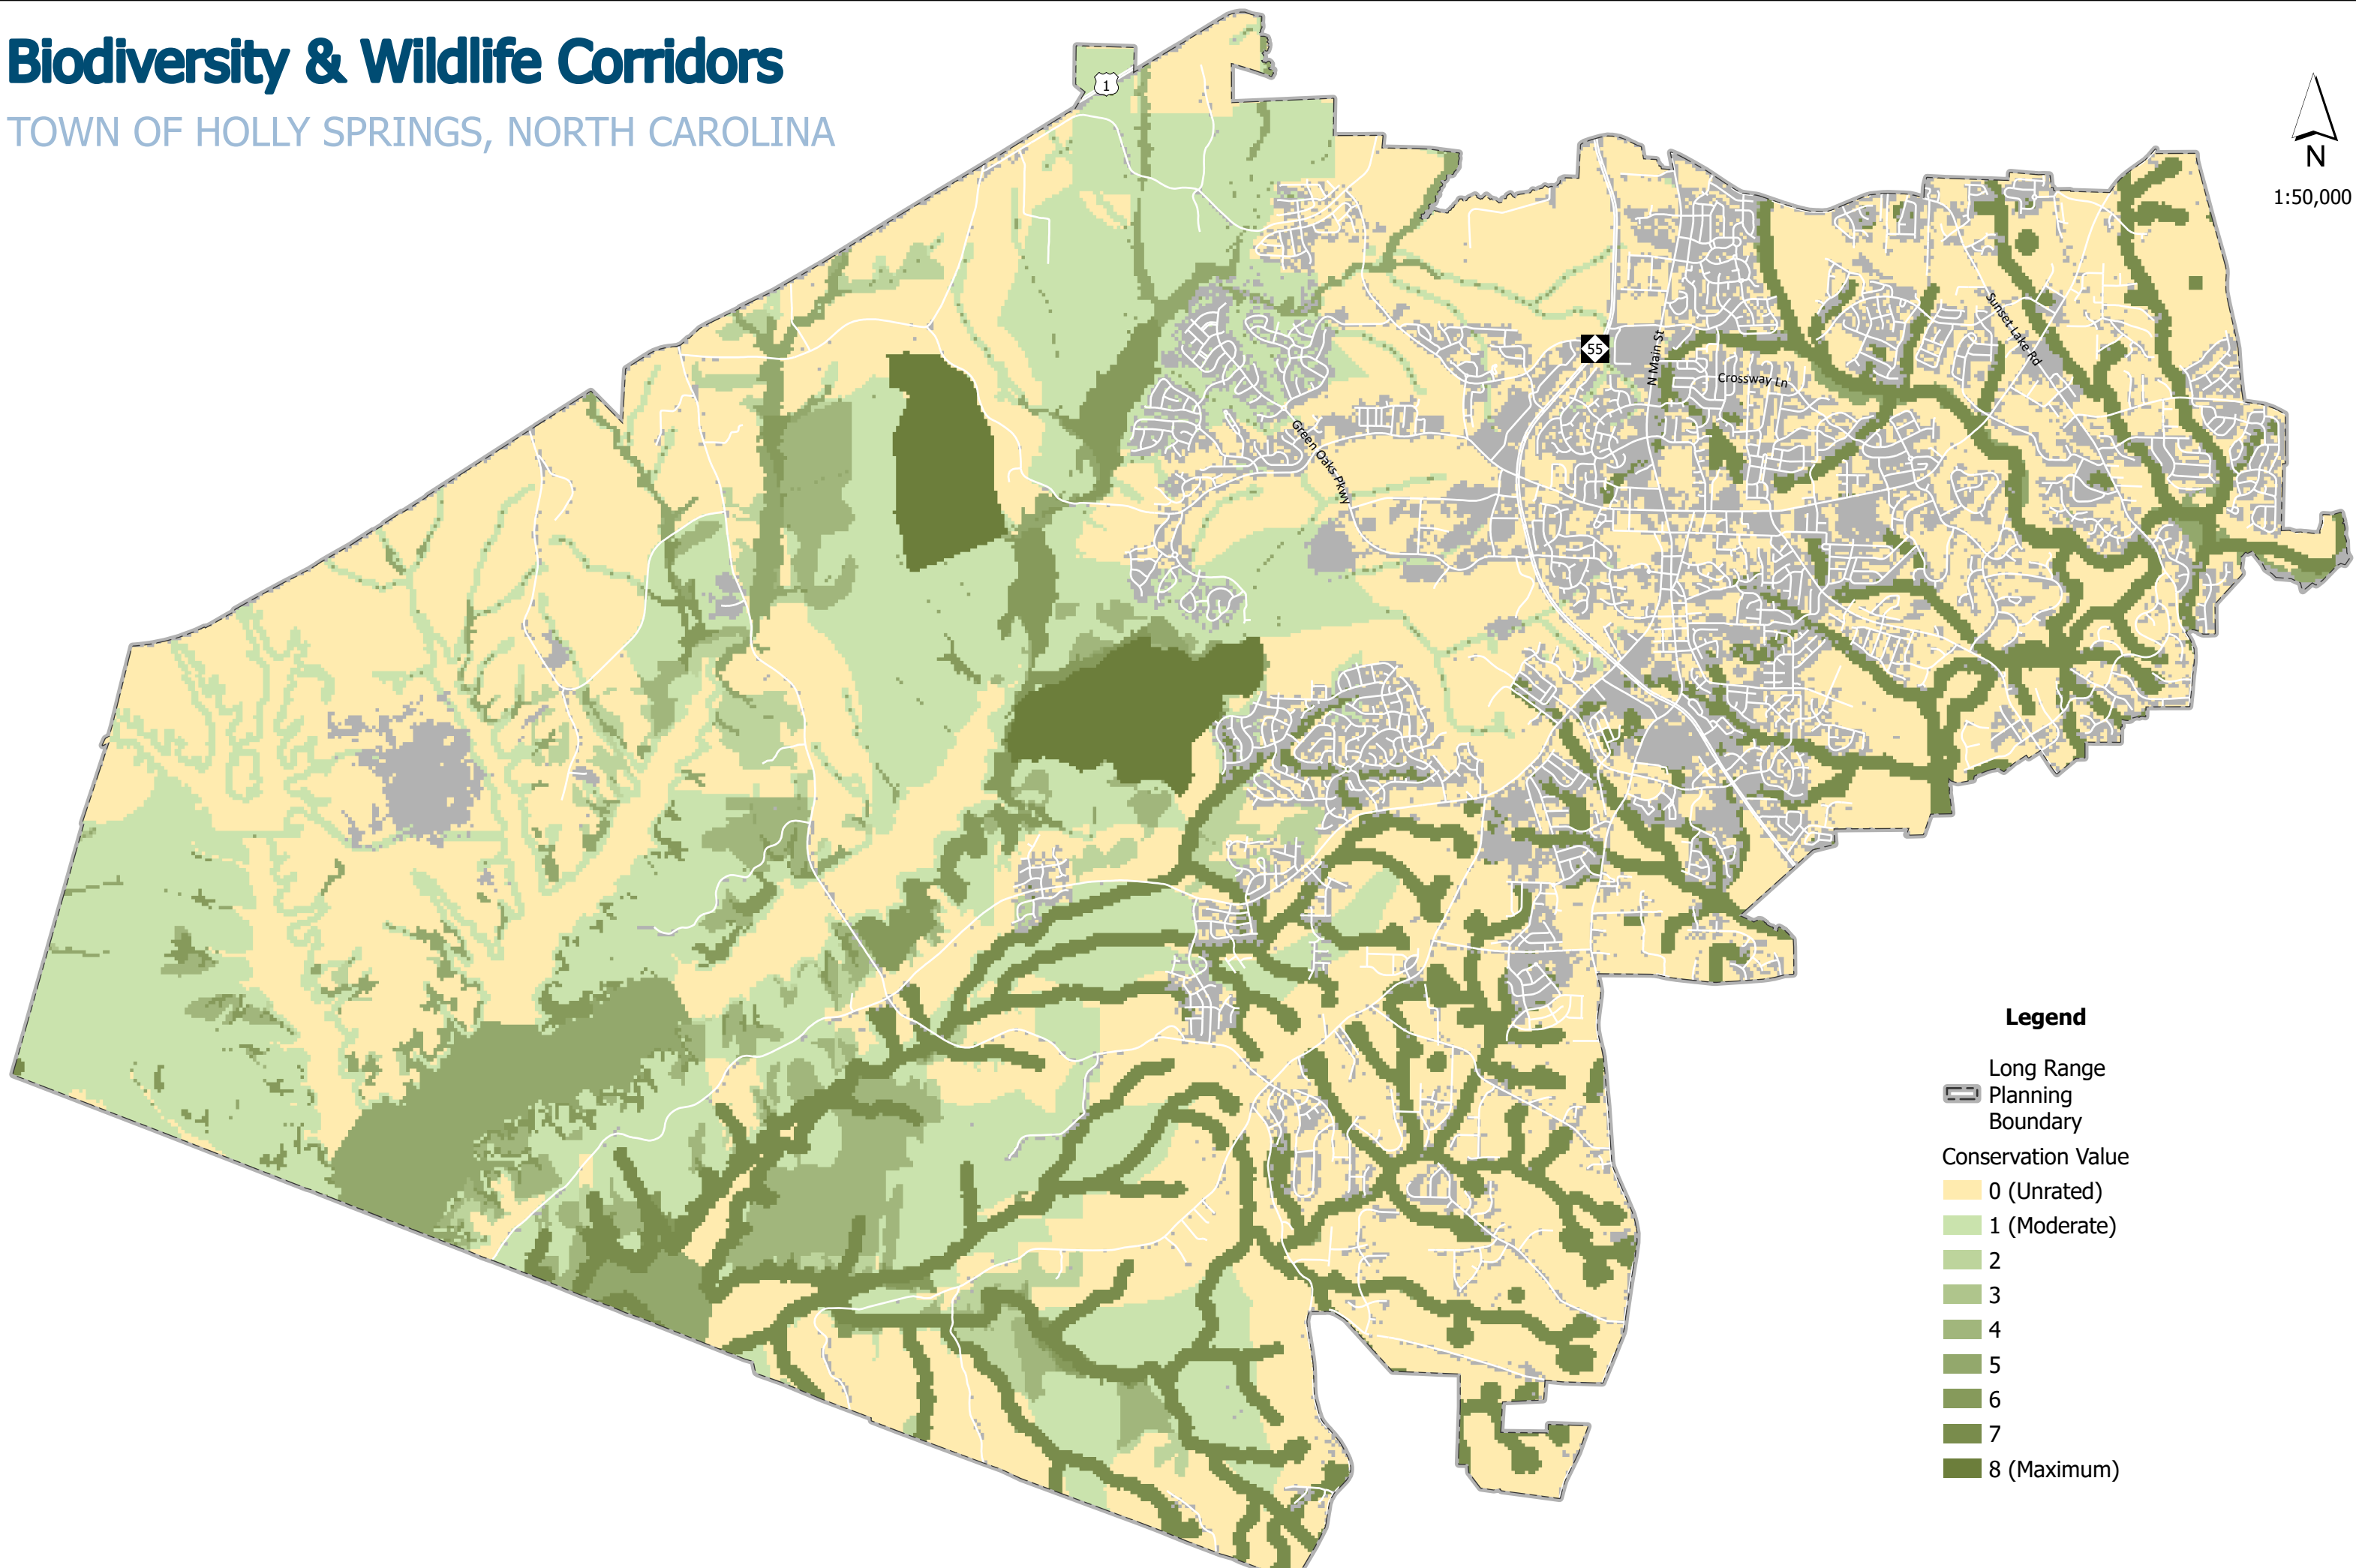 Biodiversity & Wildlife Corridors
TOWN OF HOLLY SPRINGS, NORTH CAROLINA
1
N
1:50,000
55
N Main St
Crossway Ln
Sunset Lake Rd
Green Oaks Pkwy
Legend
Long Range
Planning
Boundary
Conservation Value
0 (Unrated)
1 (Moderate)
2
3
4
5
6
7
8 (Maximum)